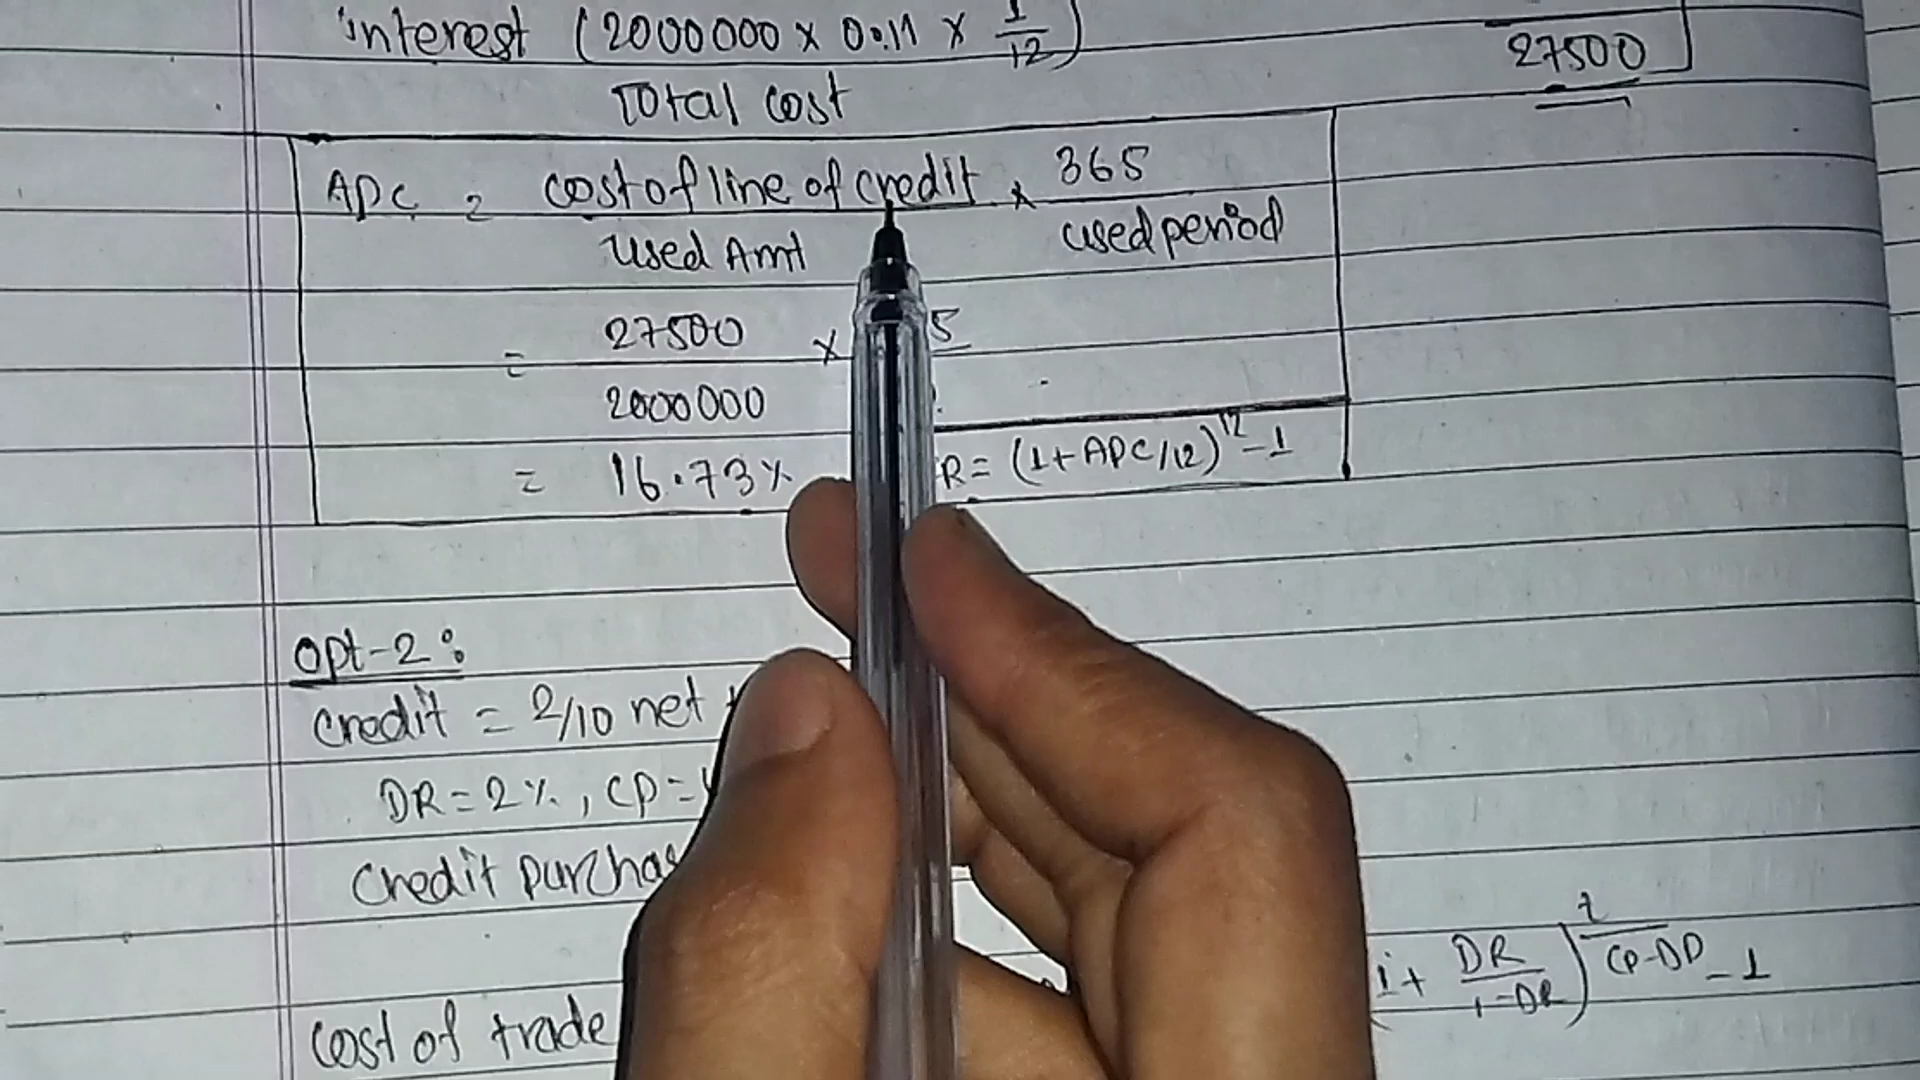 interest (2000000 x 0.11 x 1/12)
27500
Total cost
APC = cost of line of credit x 365
used Amt used period
= 27500 x 5
2000000
= 16.73% R = (1+APC/12)^12 -1
Opt-2:
credit = 2/10 net
DR = 2%, CP =
credit purchas
1+ DR/1-DR) CP-DP -1
cost of trade